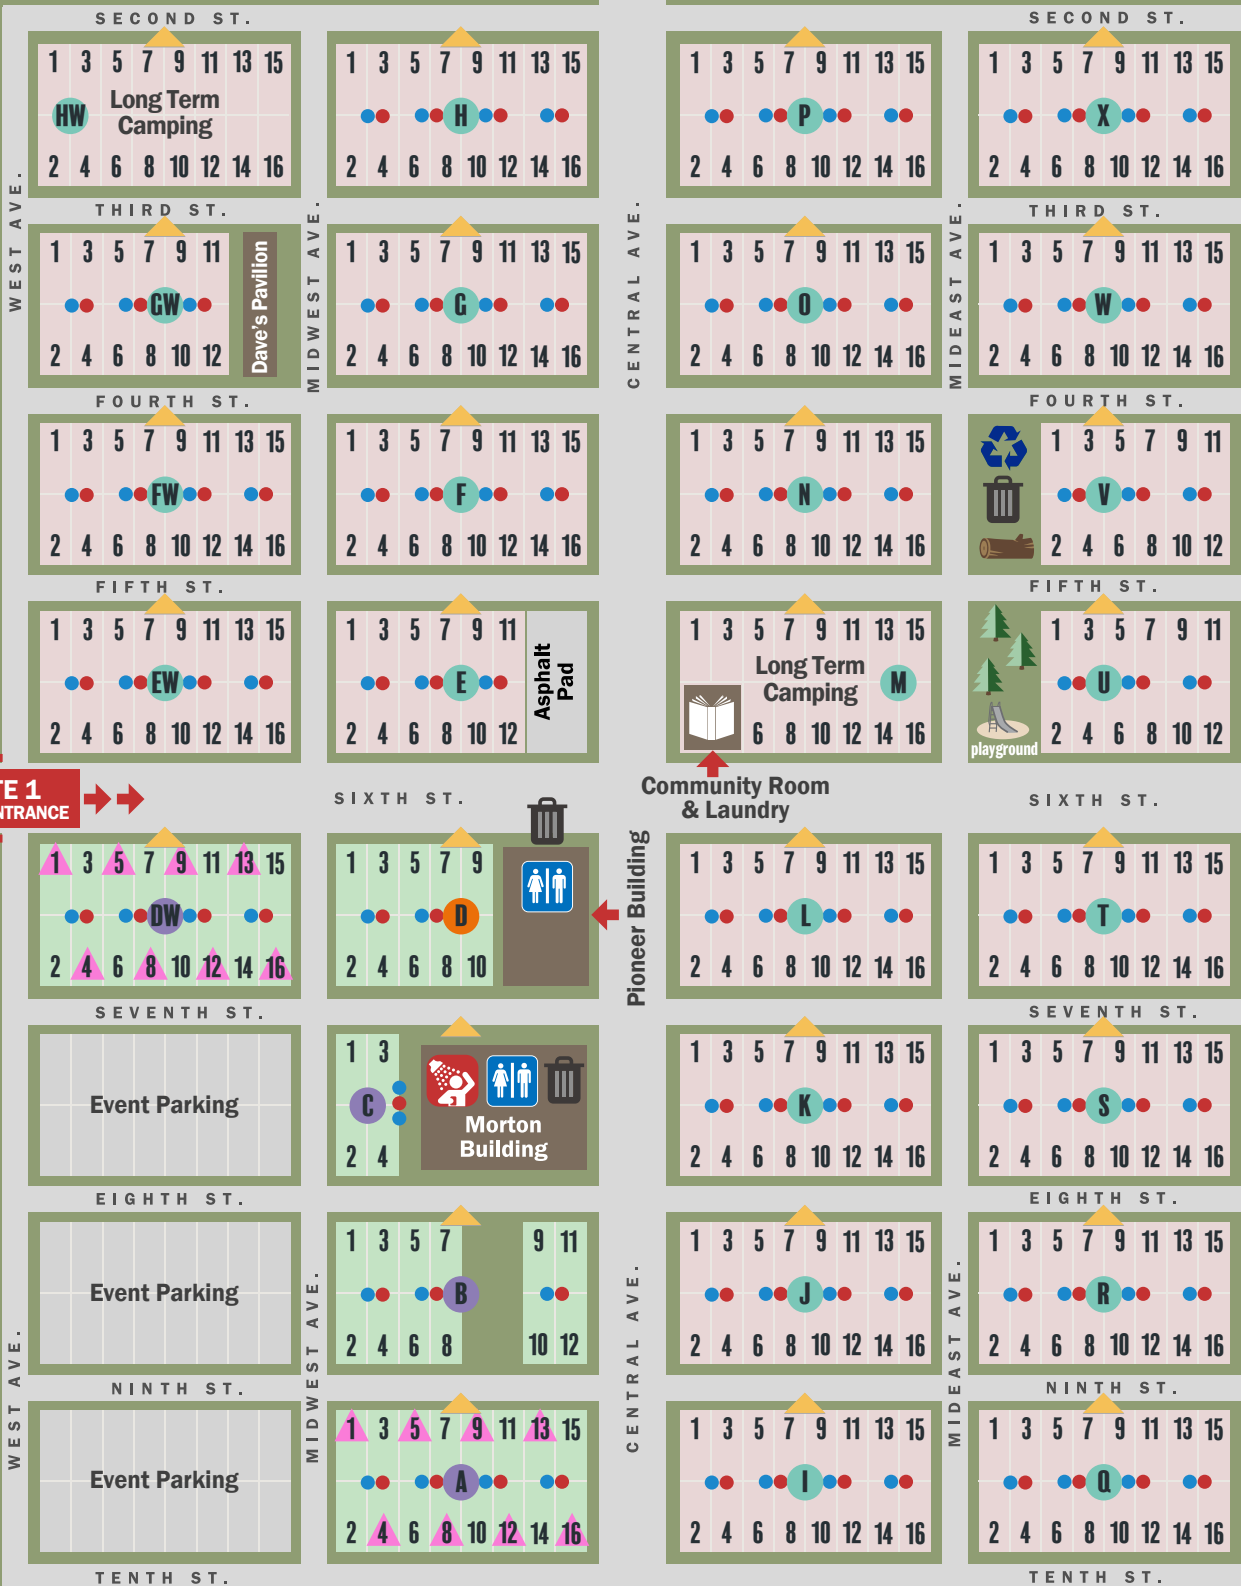 SECOND ST.
SECOND ST.
1 3 5 7 9 11 13 15
HW Long Term
Camping
2 4 6 8 10 12 14 16
1 3 5 7 9 11 13 15
H
2 4 6 8 10 12 14 16
1 3 5 7 9 11 13 15
P
2 4 6 8 10 12 14 16
1 3 5 7 9 11 13 15
X
2 4 6 8 10 12 14 16
WEST AVE.
MIDWEST AVE.
CENTRAL AVE.
MIDEAST AVE.
THIRD ST.
THIRD ST.
1 3 5 7 9 11
GW
2 4 6 8 10 12
Dave's Pavilion
1 3 5 7 9 11 13 15
G
2 4 6 8 10 12 14 16
1 3 5 7 9 11 13 15
O
2 4 6 8 10 12 14 16
1 3 5 7 9 11 13 15
W
2 4 6 8 10 12 14 16
FOURTH ST.
FOURTH ST.
1 3 5 7 9 11 13 15
FW
2 4 6 8 10 12 14 16
1 3 5 7 9 11 13 15
F
2 4 6 8 10 12 14 16
1 3 5 7 9 11 13 15
N
2 4 6 8 10 12 14 16
1 3 5 7 9 11
V
2 4 6 8 10 12
FIFTH ST.
FIFTH ST.
1 3 5 7 9 11 13 15
EW
2 4 6 8 10 12 14 16
1 3 5 7 9 11
E
2 4 6 8 10 12
Asphalt
Pad
1 3 5 7 9 11 13 15
Long Term
Camping M
6 8 10 12 14 16
1 3 5 7 9 11
U
2 4 6 8 10 12
playground
TE 1
NTRANCE
SIXTH ST.
Community Room
& Laundry
SIXTH ST.
1 3 5 7 9 11 13 15
DW
2 4 6 8 10 12 14 16
1 3 5 7 9
D
2 4 6 8 10
Pioneer Building
1 3 5 7 9 11 13 15
L
2 4 6 8 10 12 14 16
1 3 5 7 9 11 13 15
T
2 4 6 8 10 12 14 16
SEVENTH ST.
SEVENTH ST.
Event Parking
1 3
C
2 4
Morton
Building
1 3 5 7 9 11 13 15
K
2 4 6 8 10 12 14 16
1 3 5 7 9 11 13 15
S
2 4 6 8 10 12 14 16
EIGHTH ST.
EIGHTH ST.
Event Parking
1 3 5 7 9 11
B
2 4 6 8 10 12
1 3 5 7 9 11 13 15
J
2 4 6 8 10 12 14 16
1 3 5 7 9 11 13 15
R
2 4 6 8 10 12 14 16
WEST AVE.
MIDWEST AVE.
CENTRAL AVE.
MIDEAST AVE.
NINTH ST.
NINTH ST.
Event Parking
1 3 5 7 9 11 13 15
A
2 4 6 8 10 12 14 16
1 3 5 7 9 11 13 15
I
2 4 6 8 10 12 14 16
1 3 5 7 9 11 13 15
Q
2 4 6 8 10 12 14 16
TENTH ST.
TENTH ST.